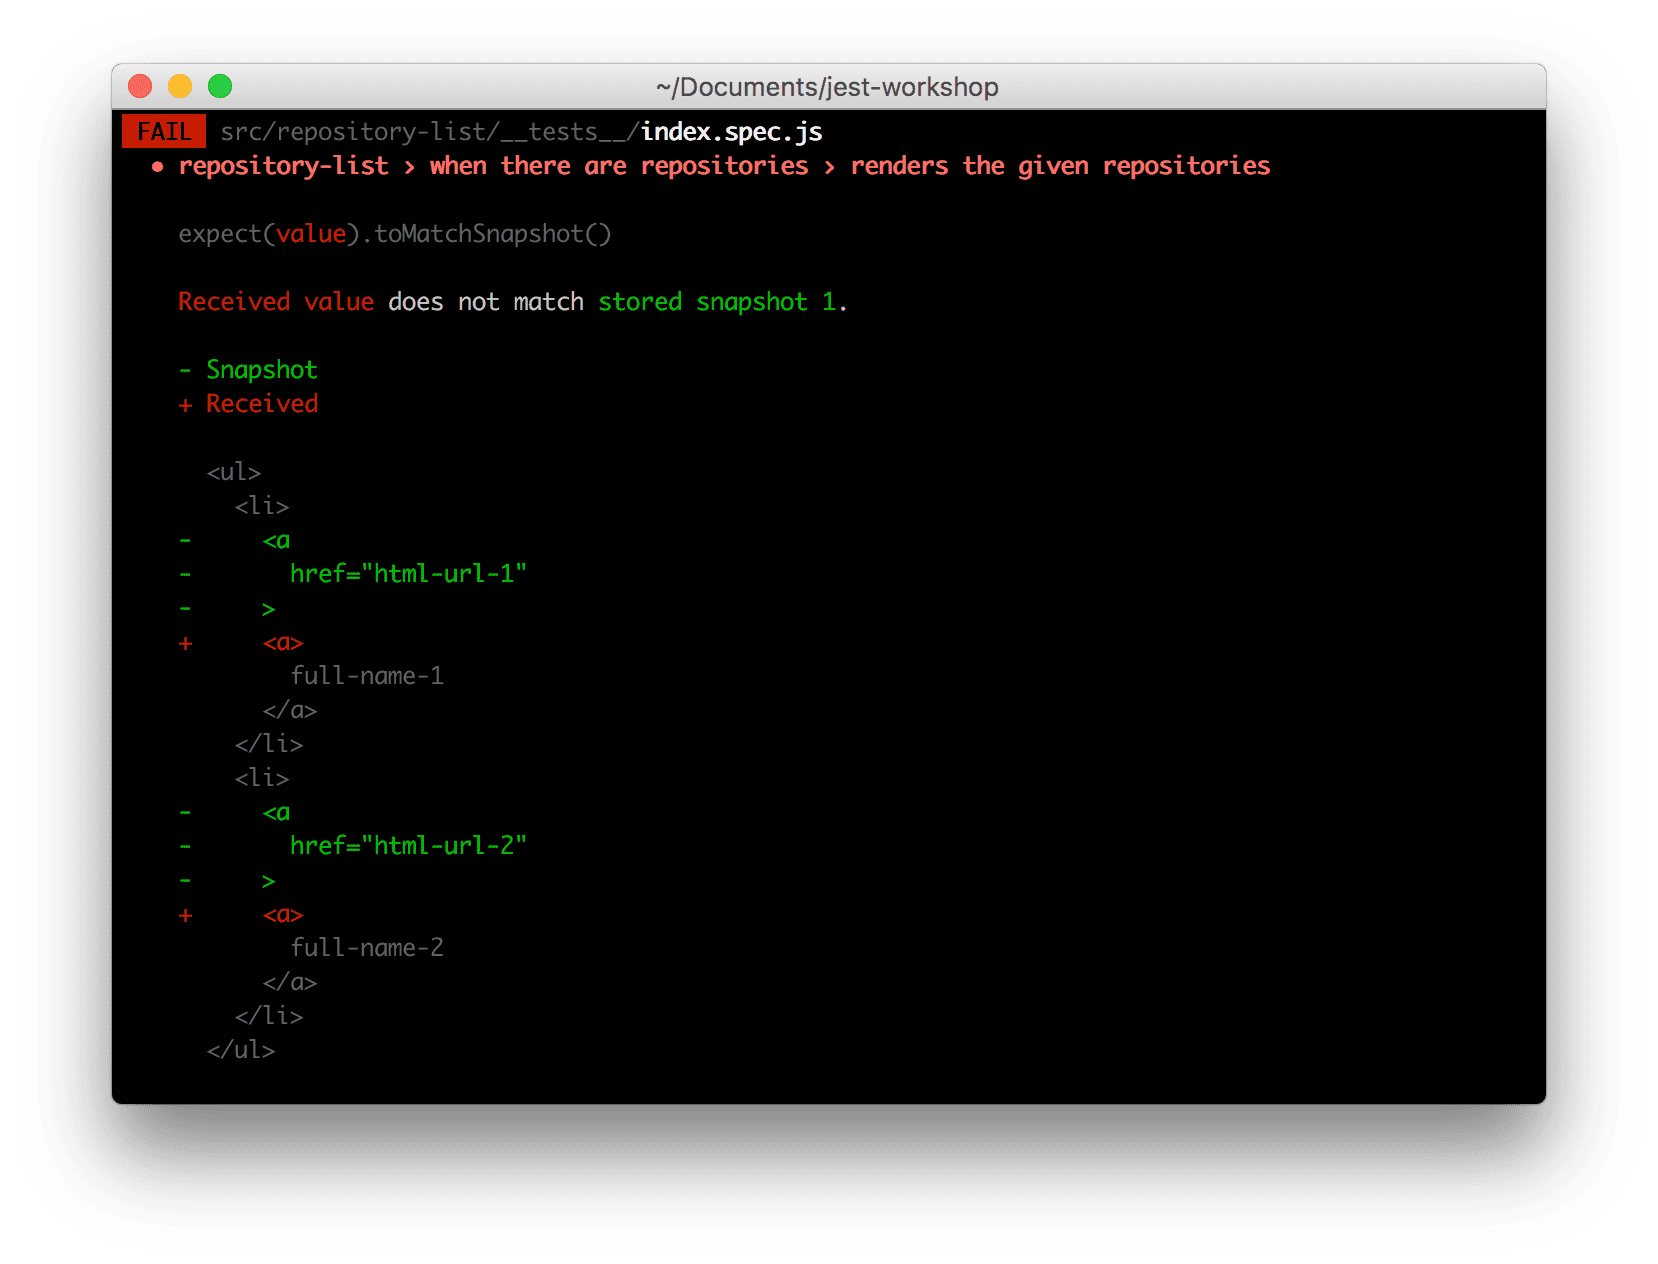 ~/Documents/jest-workshop
FAIL src/repository-list/__tests__/index.spec.js
● repository-list › when there are repositories › renders the given repositories
expect(value).toMatchSnapshot()
Received value does not match stored snapshot 1.
- Snapshot
+ Received
<ul>
<li>
- <a
- href="html-url-1"
- >
+ <a>
full-name-1
</a>
</li>
<li>
- <a
- href="html-url-2"
- >
+ <a>
full-name-2
</a>
</li>
</ul>